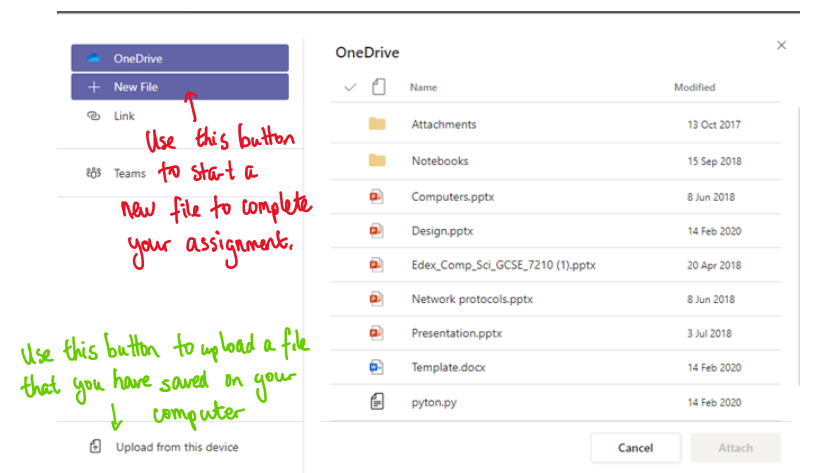 OneDrive
New File
Link
Use this button
to start a
new file to complete
your assignment.
Teams
Use this button to upload a file
that you have saved on your
computer
Upload from this device
OneDrive
Name Modified
Attachments 13 Oct 2017
Notebooks 15 Sep 2018
Computers.pptx 8 Jun 2018
Design.pptx 14 Feb 2020
Edex_Comp_Sci_GCSE_7210 (1).pptx 20 Apr 2018
Network protocols.pptx 8 Jun 2018
Presentation.pptx 3 Jul 2018
Template.docx 14 Feb 2020
pyton.py 14 Feb 2020
Cancel Attach